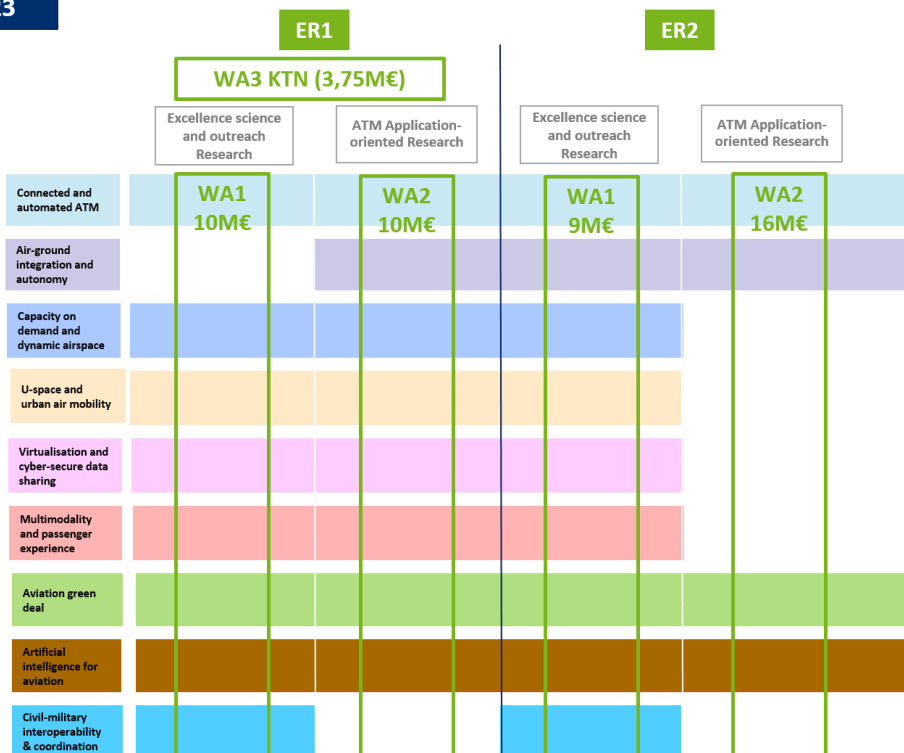 ER1
ER2
WA3 KTN (3,75M€)
Excellence science
and outreach
Research
ATM Application-
oriented Research
Excellence science
and outreach
Research
ATM Application-
oriented Research
WA1
10M€
WA2
10M€
WA1
9M€
WA2
16M€
Connected and
automated ATM
Air-ground
integration and
autonomy
Capacity on
demand and
dynamic airspace
U-space and
urban air mobility
Virtualisation and
cyber-secure data
sharing
Multimodality
and passenger
experience
Aviation green
deal
Artificial
intelligence for
aviation
Civil-military
interoperability
& coordination